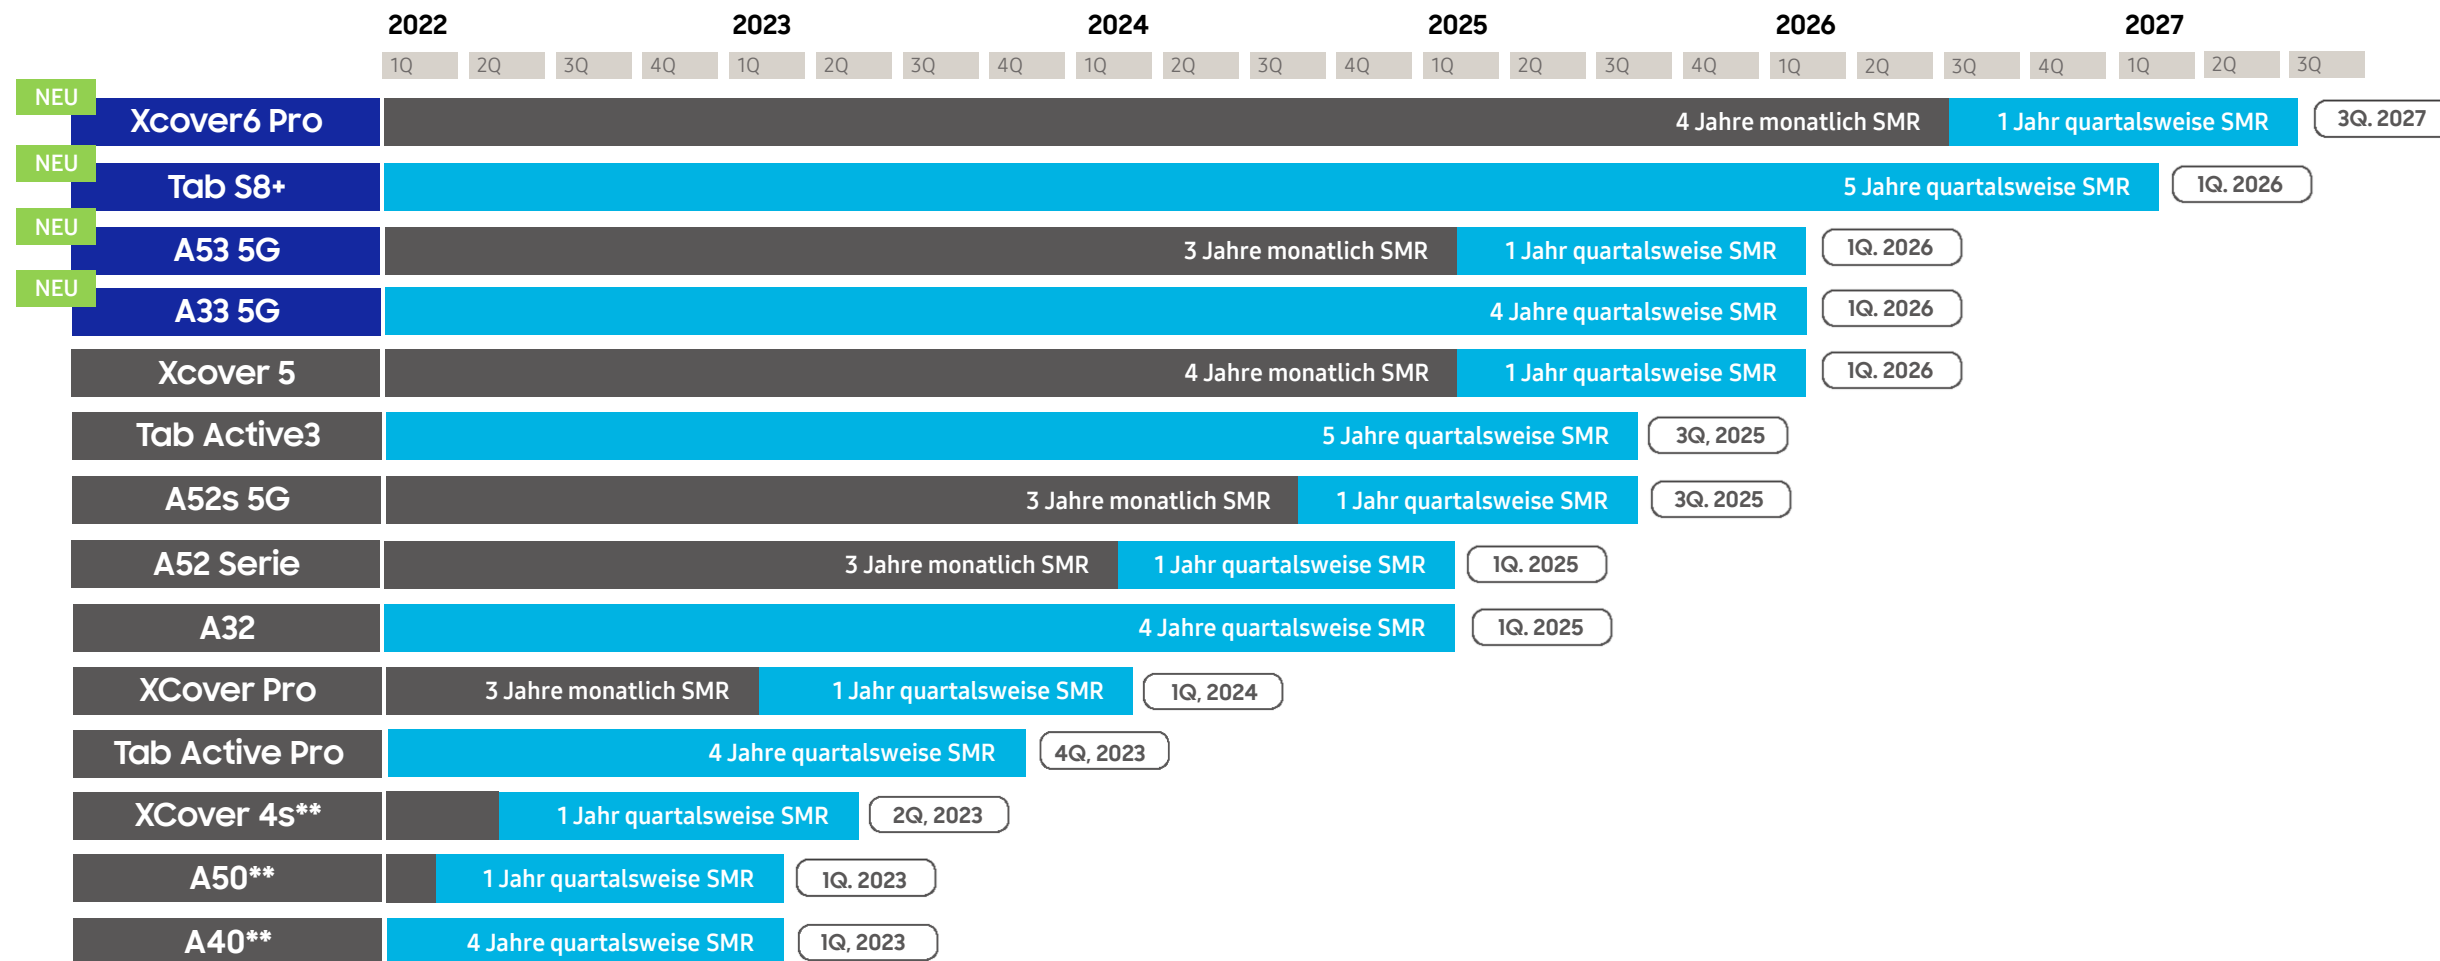 2022 2023 2024 2025 2026 2027
1Q 2Q 3Q 4Q 1Q 2Q 3Q 4Q 1Q 2Q 3Q 4Q 1Q 2Q 3Q 4Q 1Q 2Q 3Q 4Q 1Q 2Q 3Q
NEU
Xcover6 Pro 4 Jahre monatlich SMR 1 Jahr quartalsweise SMR 3Q. 2027
NEU
Tab S8+ 5 Jahre quartalsweise SMR 1Q. 2026
NEU
A53 5G 3 Jahre monatlich SMR 1 Jahr quartalsweise SMR 1Q. 2026
NEU
A33 5G 4 Jahre quartalsweise SMR 1Q. 2026
Xcover 5 4 Jahre monatlich SMR 1 Jahr quartalsweise SMR 1Q. 2026
Tab Active3 5 Jahre quartalsweise SMR 3Q, 2025
A52s 5G 3 Jahre monatlich SMR 1 Jahr quartalsweise SMR 3Q. 2025
A52 Serie 3 Jahre monatlich SMR 1 Jahr quartalsweise SMR 1Q. 2025
A32 4 Jahre quartalsweise SMR 1Q. 2025
XCover Pro 3 Jahre monatlich SMR 1 Jahr quartalsweise SMR 1Q, 2024
Tab Active Pro 4 Jahre quartalsweise SMR 4Q, 2023
XCover 4s** 1 Jahr quartalsweise SMR 2Q, 2023
A50** 1 Jahr quartalsweise SMR 1Q. 2023
A40** 4 Jahre quartalsweise SMR 1Q, 2023